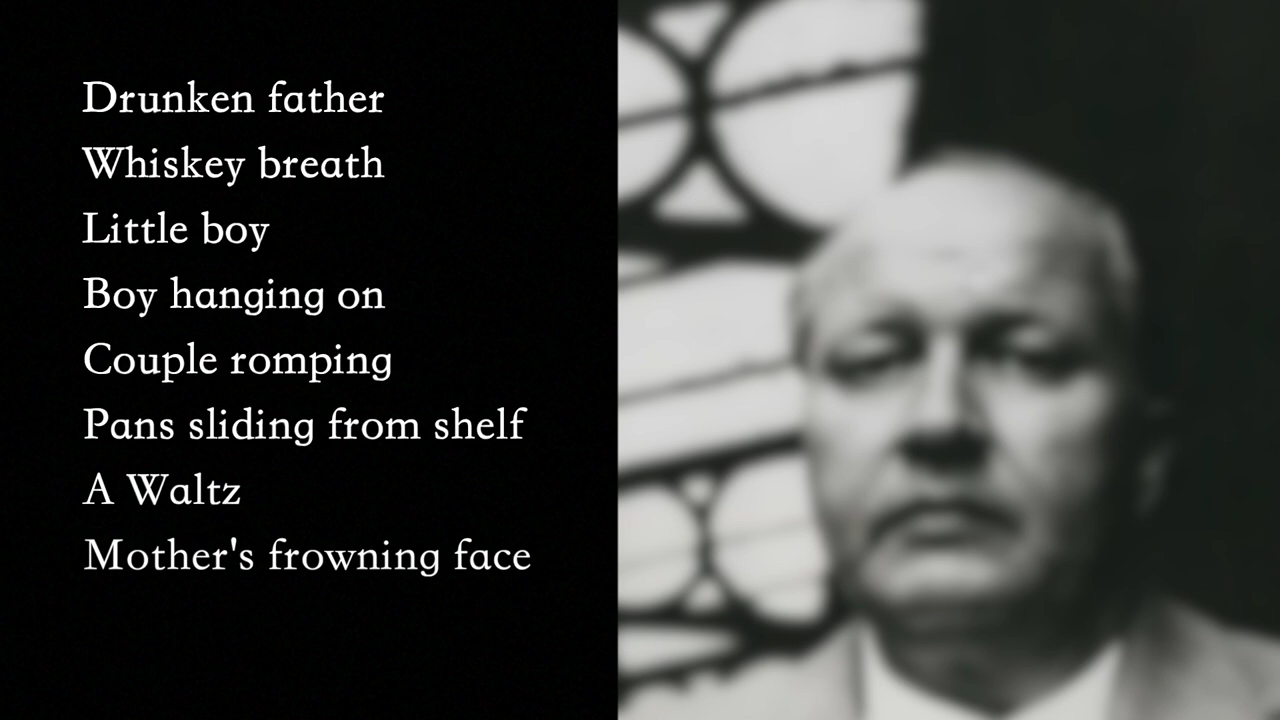 Drunken father
Whiskey breath
Little boy
Boy hanging on
Couple romping
Pans sliding from shelf
A Waltz
Mother's frowning face